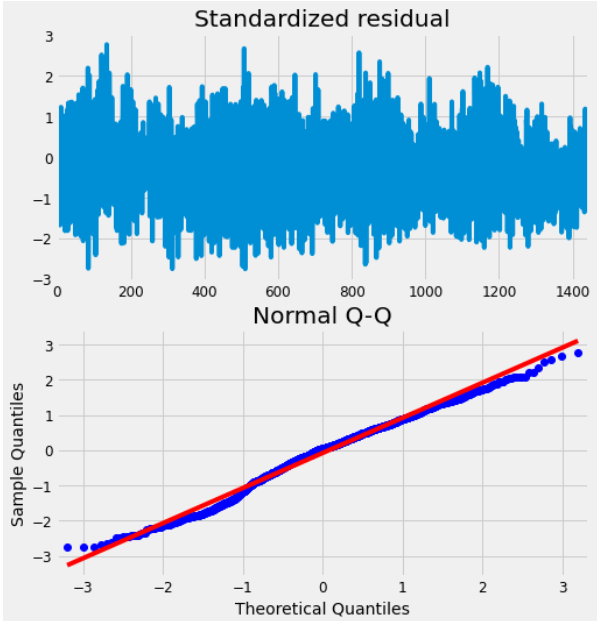 Standardized residual
3
2
1
0
−1
−2
−3
0 200 400 600 800 1000 1200 1400
Normal Q-Q
3
2
1
0
−1
−2
−3
Sample Quantiles
−3 −2 −1 0 1 2 3
Theoretical Quantiles